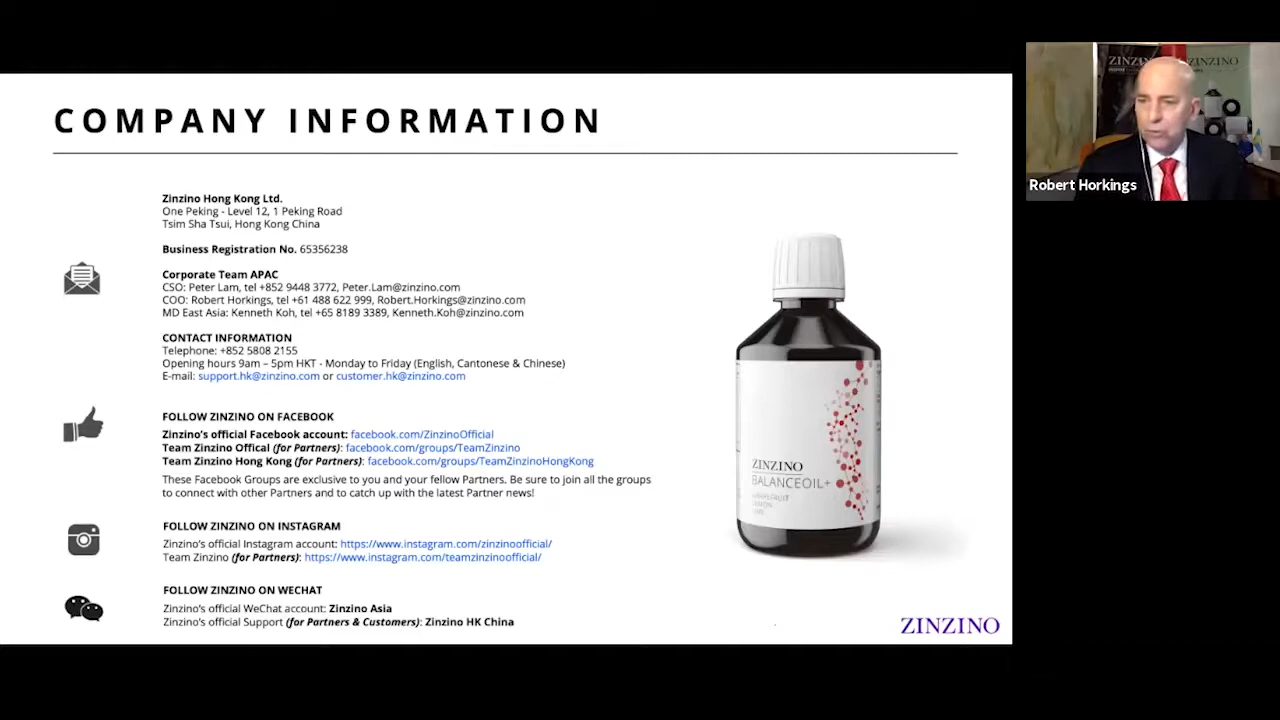 COMPANY INFORMATION
Zinzino Hong Kong Ltd.
One Peking - Level 12, 1 Peking Road
Tsim Sha Tsui, Hong Kong China
Business Registration No. 65356238
Corporate Team APAC
CSO: Peter Lam, tel +852 9448 3772, Peter.Lam@zinzino.com
COO: Robert Horkings, tel +61 488 622 999, Robert.Horkings@zinzino.com
MD East Asia: Kenneth Koh, tel +65 8189 3389, Kenneth.Koh@zinzino.com
CONTACT INFORMATION
Telephone: +852 5808 2155
Opening hours 9am – 5pm HKT - Monday to Friday (English, Cantonese & Chinese)
E-mail: support.hk@zinzino.com or customer.hk@zinzino.com
FOLLOW ZINZINO ON FACEBOOK
Zinzino's official Facebook account: facebook.com/ZinzinoOfficial
Team Zinzino Offical (for Partners): facebook.com/groups/TeamZinzino
Team Zinzino Hong Kong (for Partners): facebook.com/groups/TeamZinzinoHongKong
These Facebook Groups are exclusive to you and your fellow Partners. Be sure to join all the groups
to connect with other Partners and to catch up with the latest Partner news!
FOLLOW ZINZINO ON INSTAGRAM
Zinzino's official Instagram account: https://www.instagram.com/zinzinoofficial/
Team Zinzino (for Partners): https://www.instagram.com/teamzinzinoofficial/
FOLLOW ZINZINO ON WECHAT
Zinzino's official WeChat account: Zinzino Asia
Zinzino's official Support (for Partners & Customers): Zinzino HK China
ZINZINO
BALANCEOIL+
ZINZINO
ZINZINO
Robert Horkings